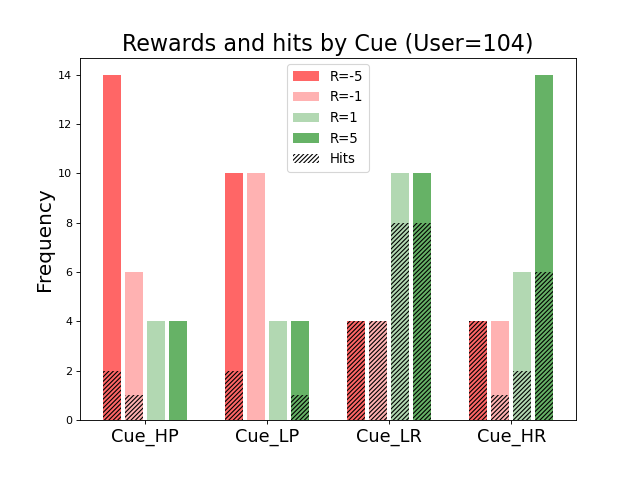 Rewards and hits by Cue (User=104)
R=-5
R=-1
R=1
R=5
Hits
Frequency
14
12
10
8
6
4
2
0
Cue_HP
Cue_LP
Cue_LR
Cue_HR